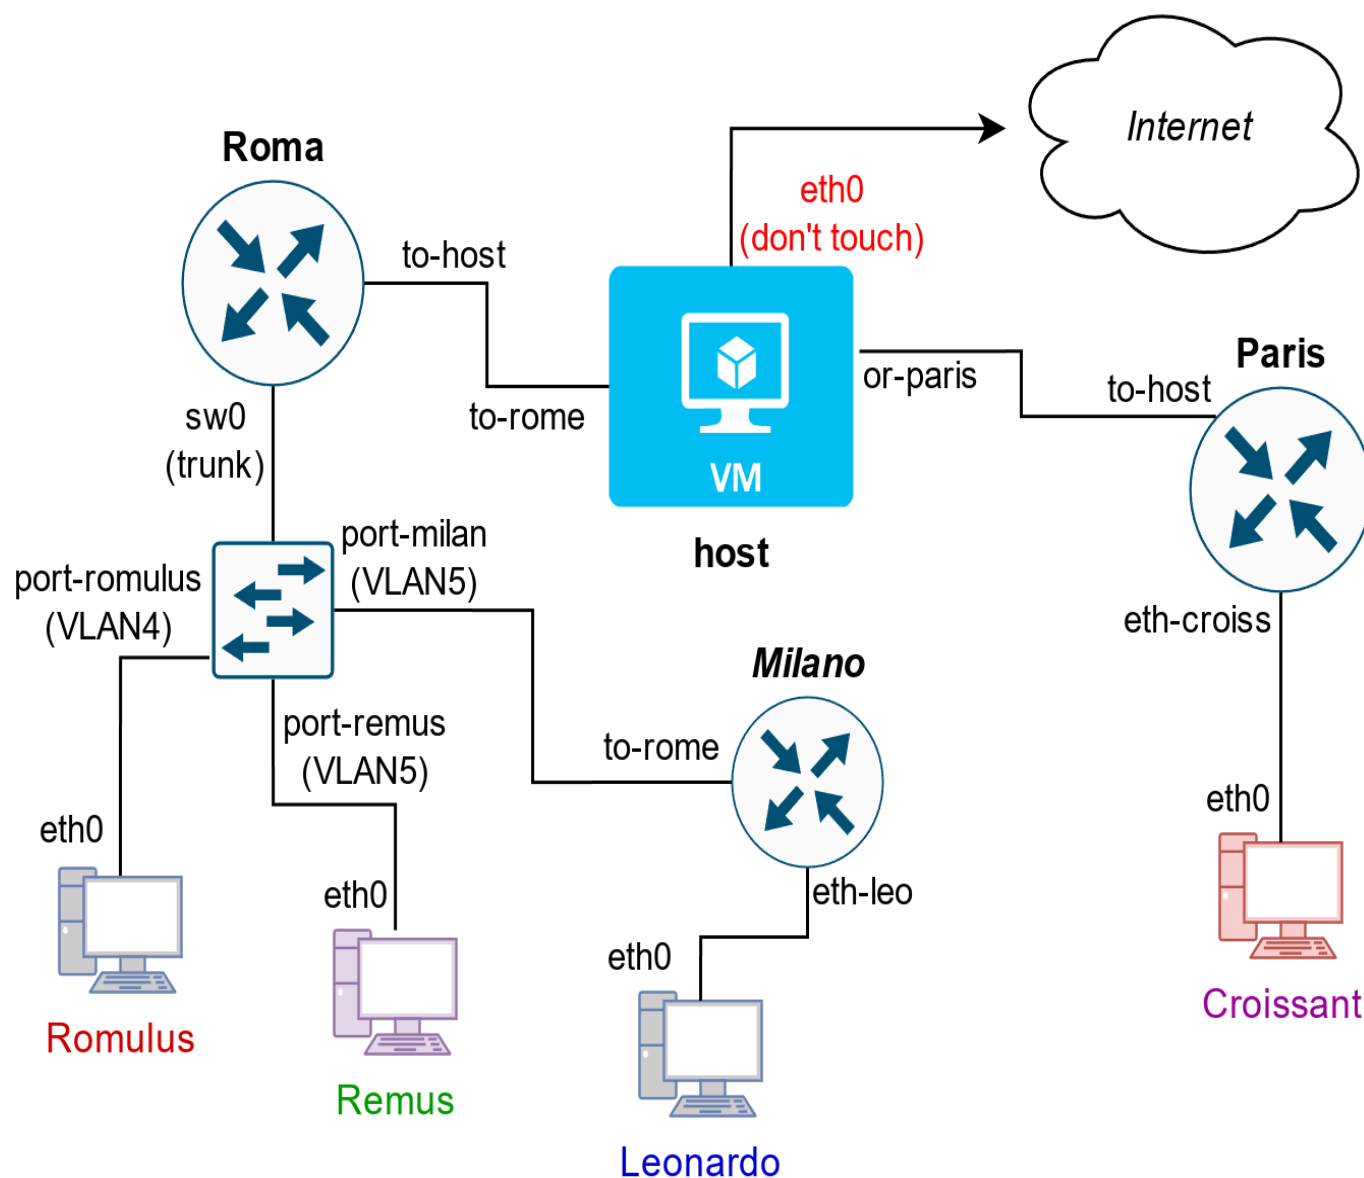 Internet
Roma
eth0
(don't touch)
to-host
to-rome
or-paris
Paris
to-host
sw0
(trunk)
VM
host
port-milan
(VLAN5)
port-romulus
(VLAN4)
eth-croiss
Milano
port-remus
(VLAN5)
to-rome
eth0
eth0
eth0
eth-leo
eth0
Croissant
Romulus
Remus
Leonardo